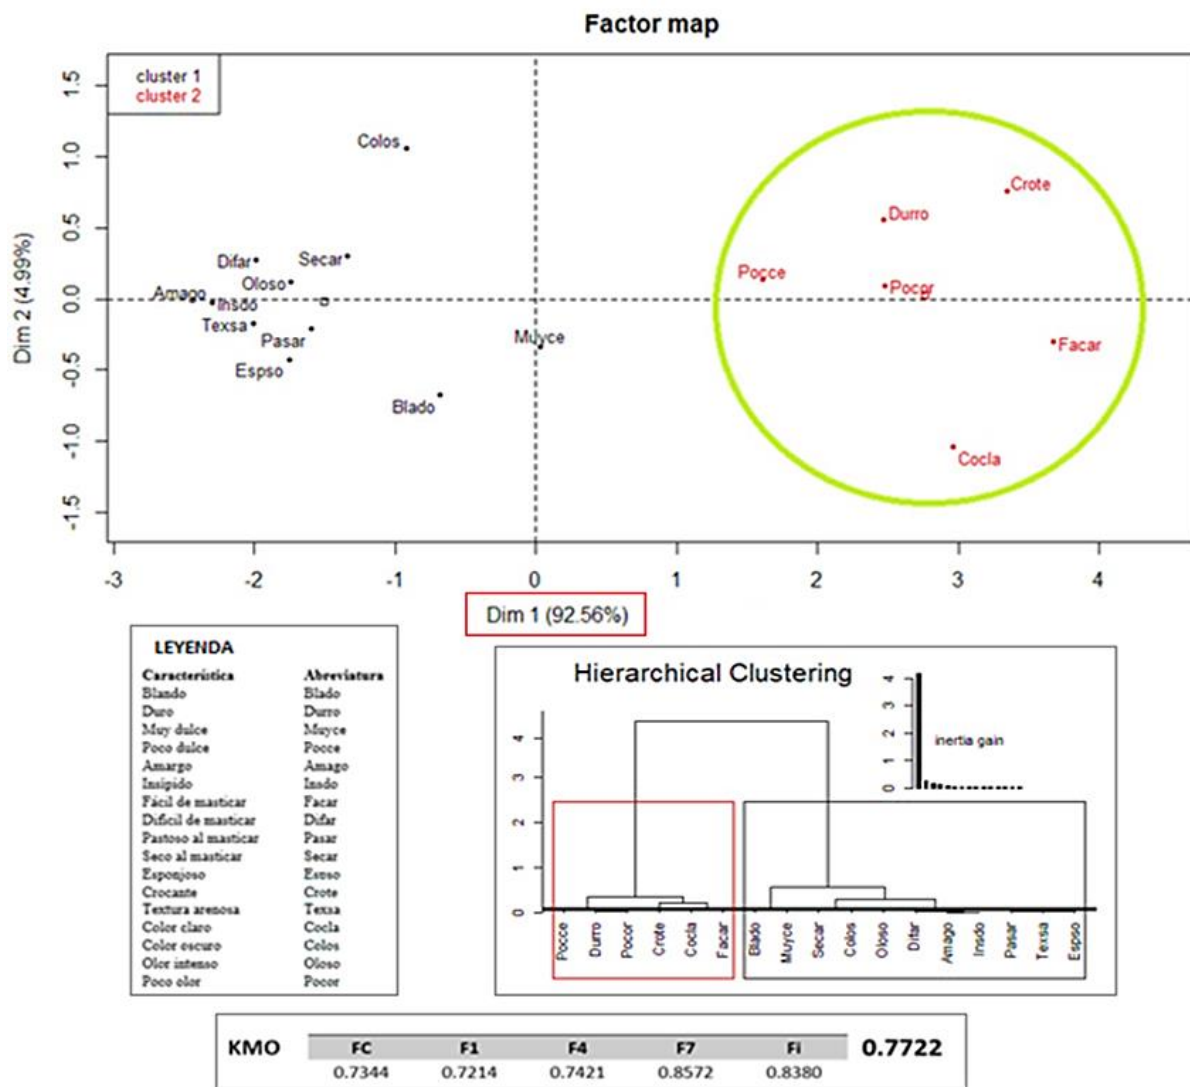 Factor map
cluster 1
cluster 2
1.5
1.0
0.5
0.0
-0.5
-1.0
-1.5
Dim 2 (4.99%)
Colos
Crote
Durro
Difar
Secar
Pocce
Oloso
Pocor
Amago
Insdo
Texsa
Pasar
Muyce
Facar
Espso
Blado
Cocla
-3 -2 -1 0 1 2 3 4
Dim 1 (92.56%)
LEYENDA
Característica Abreviatura
Blando Blado
Duro Durro
Muy dulce Muyce
Poco dulce Pocce
Amargo Amago
Insípido Insdo
Fácil de masticar Facar
Dificil de masticar Difar
Pastoso al masticar Pasar
Seco al masticar Secar
Esponjoso Espso
Crocante Crote
Textura arenosa Texsa
Color claro Cocla
Color oscuro Colos
Olor intenso Oloso
Poco olor Pocor
Hierarchical Clustering
4
3
2
1
0
4
3
2
1
0
inertia gain
Pocce Durro Pocor Crote Cocla Facar Blado Muyce Secar Colos Oloso Difar Amago Insdo Pasar Texsa Espso
KMO FC F1 F4 F7 Fi 0.7722
0.7344 0.7214 0.7421 0.8572 0.8380